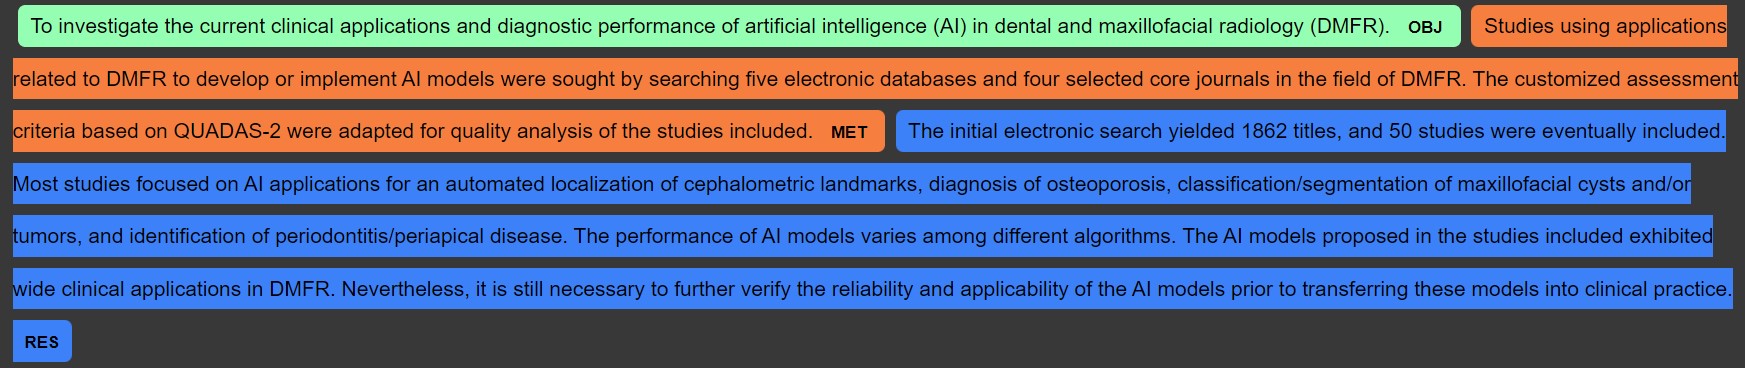 To investigate the current clinical applications and diagnostic performance of artificial intelligence (AI) in dental and maxillofacial radiology (DMFR). OBJ Studies using applications
related to DMFR to develop or implement AI models were sought by searching five electronic databases and four selected core journals in the field of DMFR. The customized assessment
criteria based on QUADAS-2 were adapted for quality analysis of the studies included. MET The initial electronic search yielded 1862 titles, and 50 studies were eventually included.
Most studies focused on AI applications for an automated localization of cephalometric landmarks, diagnosis of osteoporosis, classification/segmentation of maxillofacial cysts and/or
tumors, and identification of periodontitis/periapical disease. The performance of AI models varies among different algorithms. The AI models proposed in the studies included exhibited
wide clinical applications in DMFR. Nevertheless, it is still necessary to further verify the reliability and applicability of the AI models prior to transferring these models into clinical practice.
RES